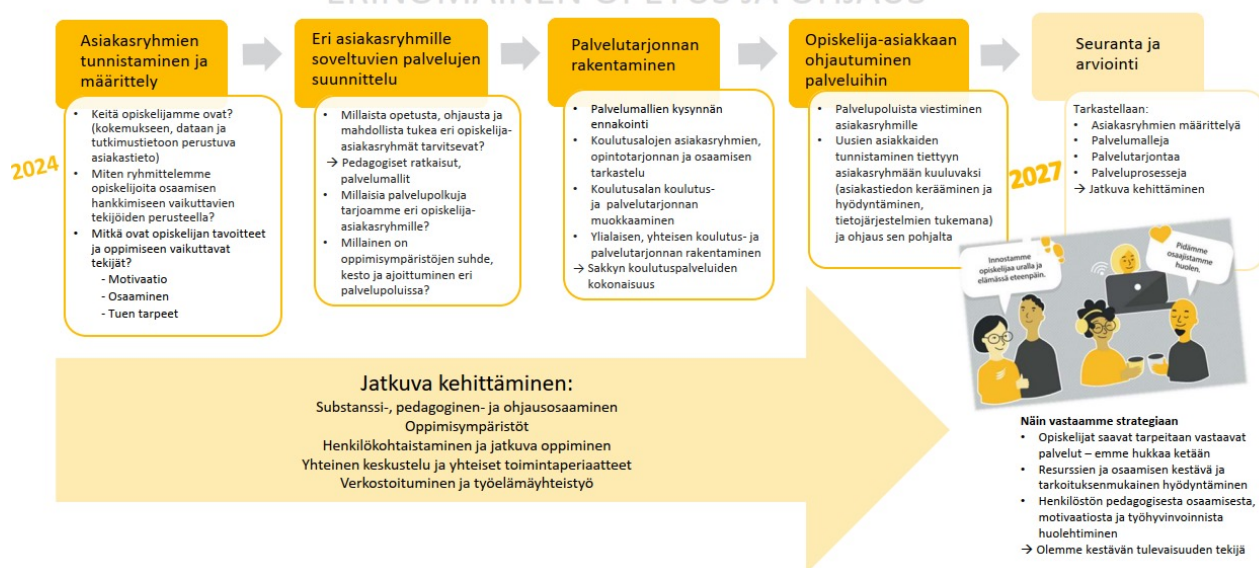 ERINOMAINEN OPETUS JA OHJAUS
Asiakasryhmien
tunnistaminen ja
määrittely
2024
• Keitä opiskelijamme ovat?
(kokemukseen, dataan ja
tutkimustietoon perustuva
asiakastieto)
• Miten ryhmittelemme
opiskelijoita osaamisen
hankkimiseen vaikuttavien
tekijöiden perusteella?
• Mitkä ovat opiskelijan tavoitteet
ja oppimiseen vaikuttavat
tekijät?
- Motivaatio
- Osaaminen
- Tuen tarpeet
Eri asiakasryhmille
soveltuvien palvelujen
suunnittelu
• Millaista opetusta, ohjausta ja
mahdollista tukea eri opiskelija-
asiakasryhmät tarvitsevat?
→ Pedagogiset ratkaisut,
palvelumallit
• Millaisia palvelupolkuja
tarjoamme eri opiskelija-
asiakasryhmille?
• Millainen on
oppimisympäristöjen suhde,
kesto ja ajoittuminen eri
palvelupoluissa?
Palvelutarjonnan
rakentaminen
• Palvelumallien kysynnän
ennakointi
• Koulutusalojen asiakasryhmien,
opintotarjonnan ja osaamisen
tarkastelu
• Koulutusalan koulutus-
ja palvelutarjonnan
muokkaaminen
• Ylialaisen, yhteisen koulutus- ja
palvelutarjonnan rakentaminen
→ Sakkyn koulutuspalveluiden
kokonaisuus
Opiskelija-asiakkaan
ohjautuminen
palveluihin
• Palvelupoluista viestiminen
asiakasryhmille
• Uusien asiakkaiden
tunnistaminen tiettyyn
asiakasryhmään kuuluvaksi
(asiakastiedon kerääminen ja
hyödyntäminen,
tietojärjestelmien tukemana)
ja ohjaus sen pohjalta
2027
Seuranta ja
arviointi
Tarkastellaan:
• Asiakasryhmien määrittelyä
• Palvelumalleja
• Palvelutarjontaa
• Palveluprosesseja
→ Jatkuva kehittäminen
Innostamme
opiskelijaa uralla ja
elämässä eteenpäin.
Pidämme
osaajistamme
huolen.
Jatkuva kehittäminen:
Substanssi-, pedagoginen- ja ohjausosaaminen
Oppimisympäristöt
Henkilökohtaistaminen ja jatkuva oppiminen
Yhteinen keskustelu ja yhteiset toimintaperiaatteet
Verkostoituminen ja työelämäyhteistyö
Näin vastaamme strategiaan
• Opiskelijat saavat tarpeitaan vastaavat
palvelut – emme hukkaa ketään
• Resurssien ja osaamisen kestävä ja
tarkoituksenmukainen hyödyntäminen
• Henkilöstön pedagogisesta osaamisesta,
motivaatiosta ja työhyvinvoinnista
huolehtiminen
→ Olemme kestävän tulevaisuuden tekijä